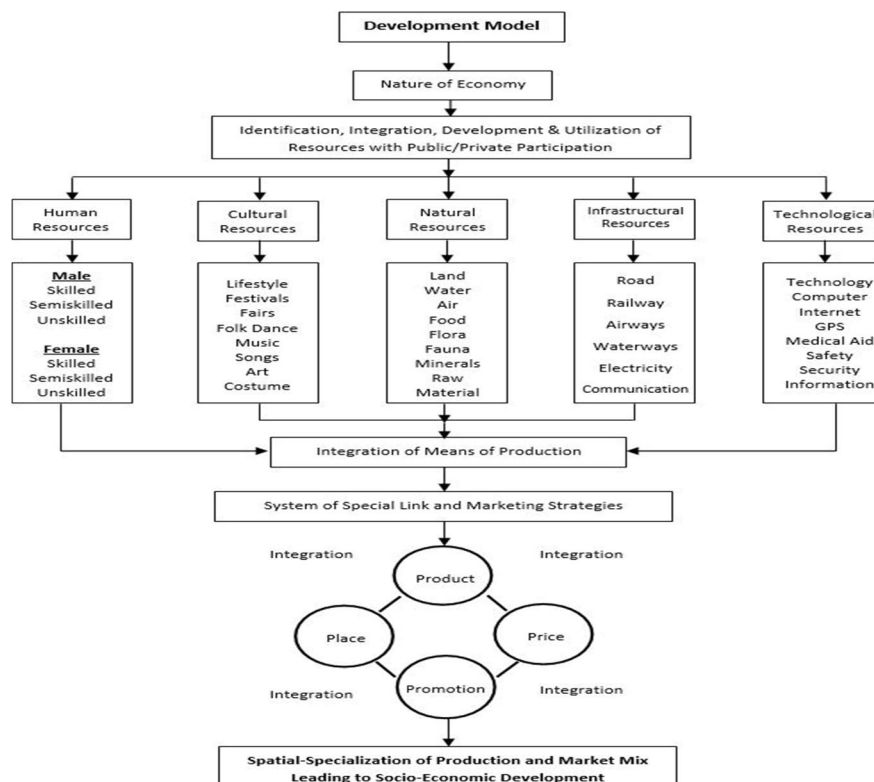 Development Model
Nature of Economy
Identification, Integration, Development & Utilization of
Resources with Public/Private Participation
Human
Resources
Cultural
Resources
Natural
Resources
Infrastructural
Resources
Technological
Resources
Male
Skilled
Semiskilled
Unskilled
Female
Skilled
Semiskilled
Unskilled
Lifestyle
Festivals
Fairs
Folk Dance
Music
Songs
Art
Costume
Land
Water
Air
Food
Flora
Fauna
Minerals
Raw
Material
Road
Railway
Airways
Waterways
Electricity
Communication
Technology
Computer
Internet
GPS
Medical Aid
Safety
Security
Information
Integration of Means of Production
System of Special Link and Marketing Strategies
Integration
Integration
Product
Place
Price
Promotion
Integration
Integration
Spatial-Specialization of Production and Market Mix
Leading to Socio-Economic Development